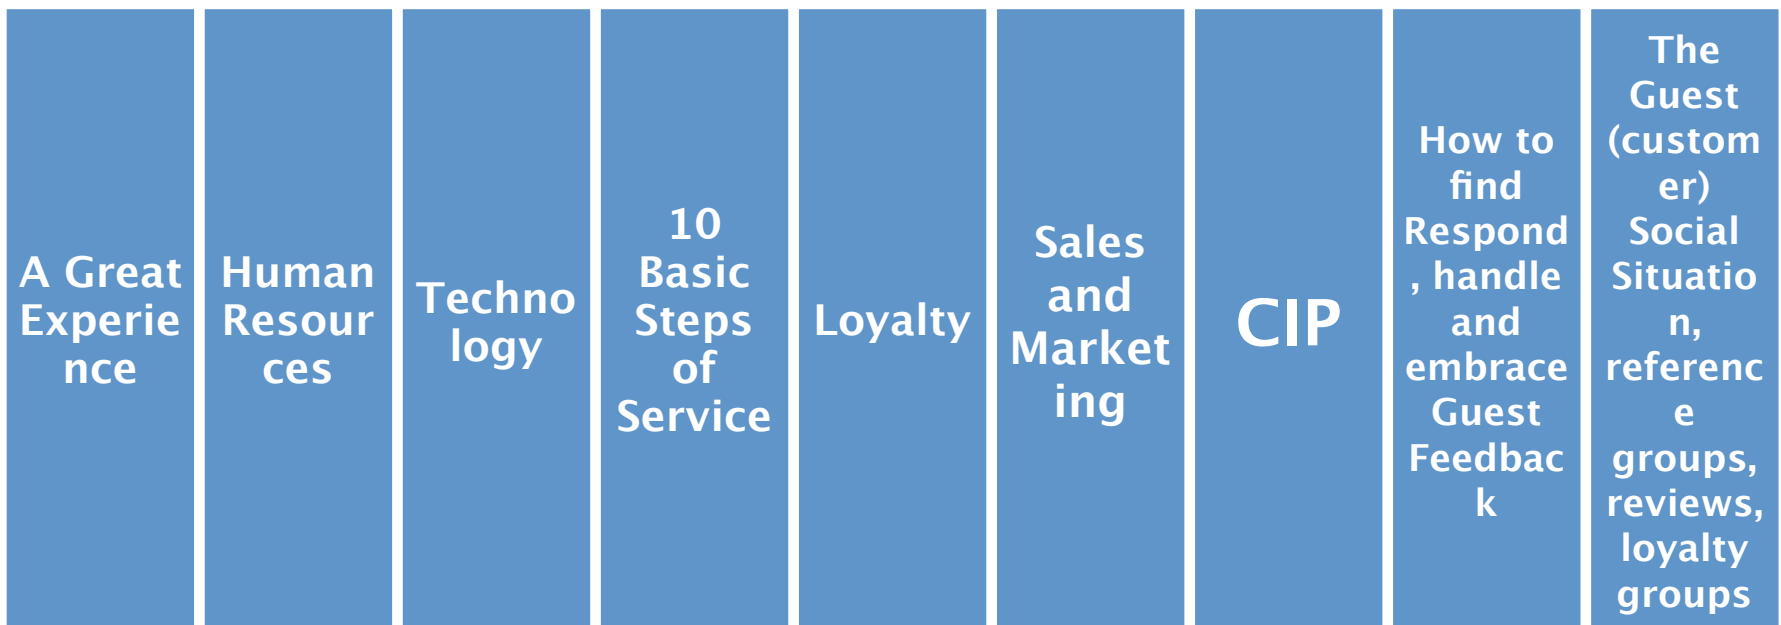 A Great
Experie
nce
Human
Resour
ces
Techno
logy
10
Basic
Steps
of
Service
Loyalty
Sales
and
Market
ing
CIP
How to
find
Respond
, handle
and
embrace
Guest
Feedbac
k
The
Guest
(custom
er)
Social
Situatio
n,
referenc
e
groups,
reviews,
loyalty
groups